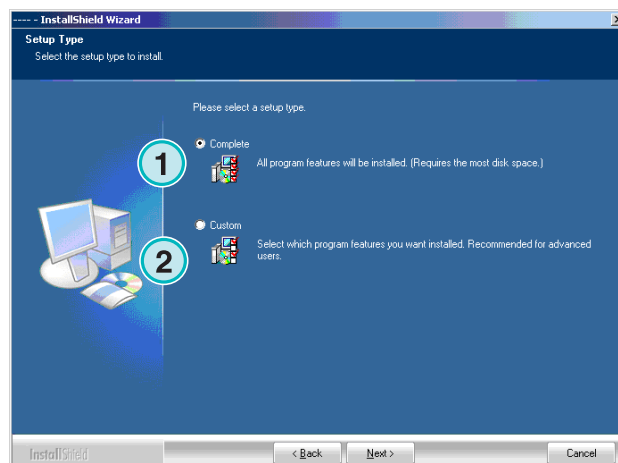 ---- - InstallShield Wizard
Setup Type
Select the setup type to install.
Please select a setup type.
Complete
1
All program features will be installed. (Requires the most disk space.)
Custom
2
Select which program features you want installed. Recommended for advanced
users.
InstallShield
< Back
Next >
Cancel